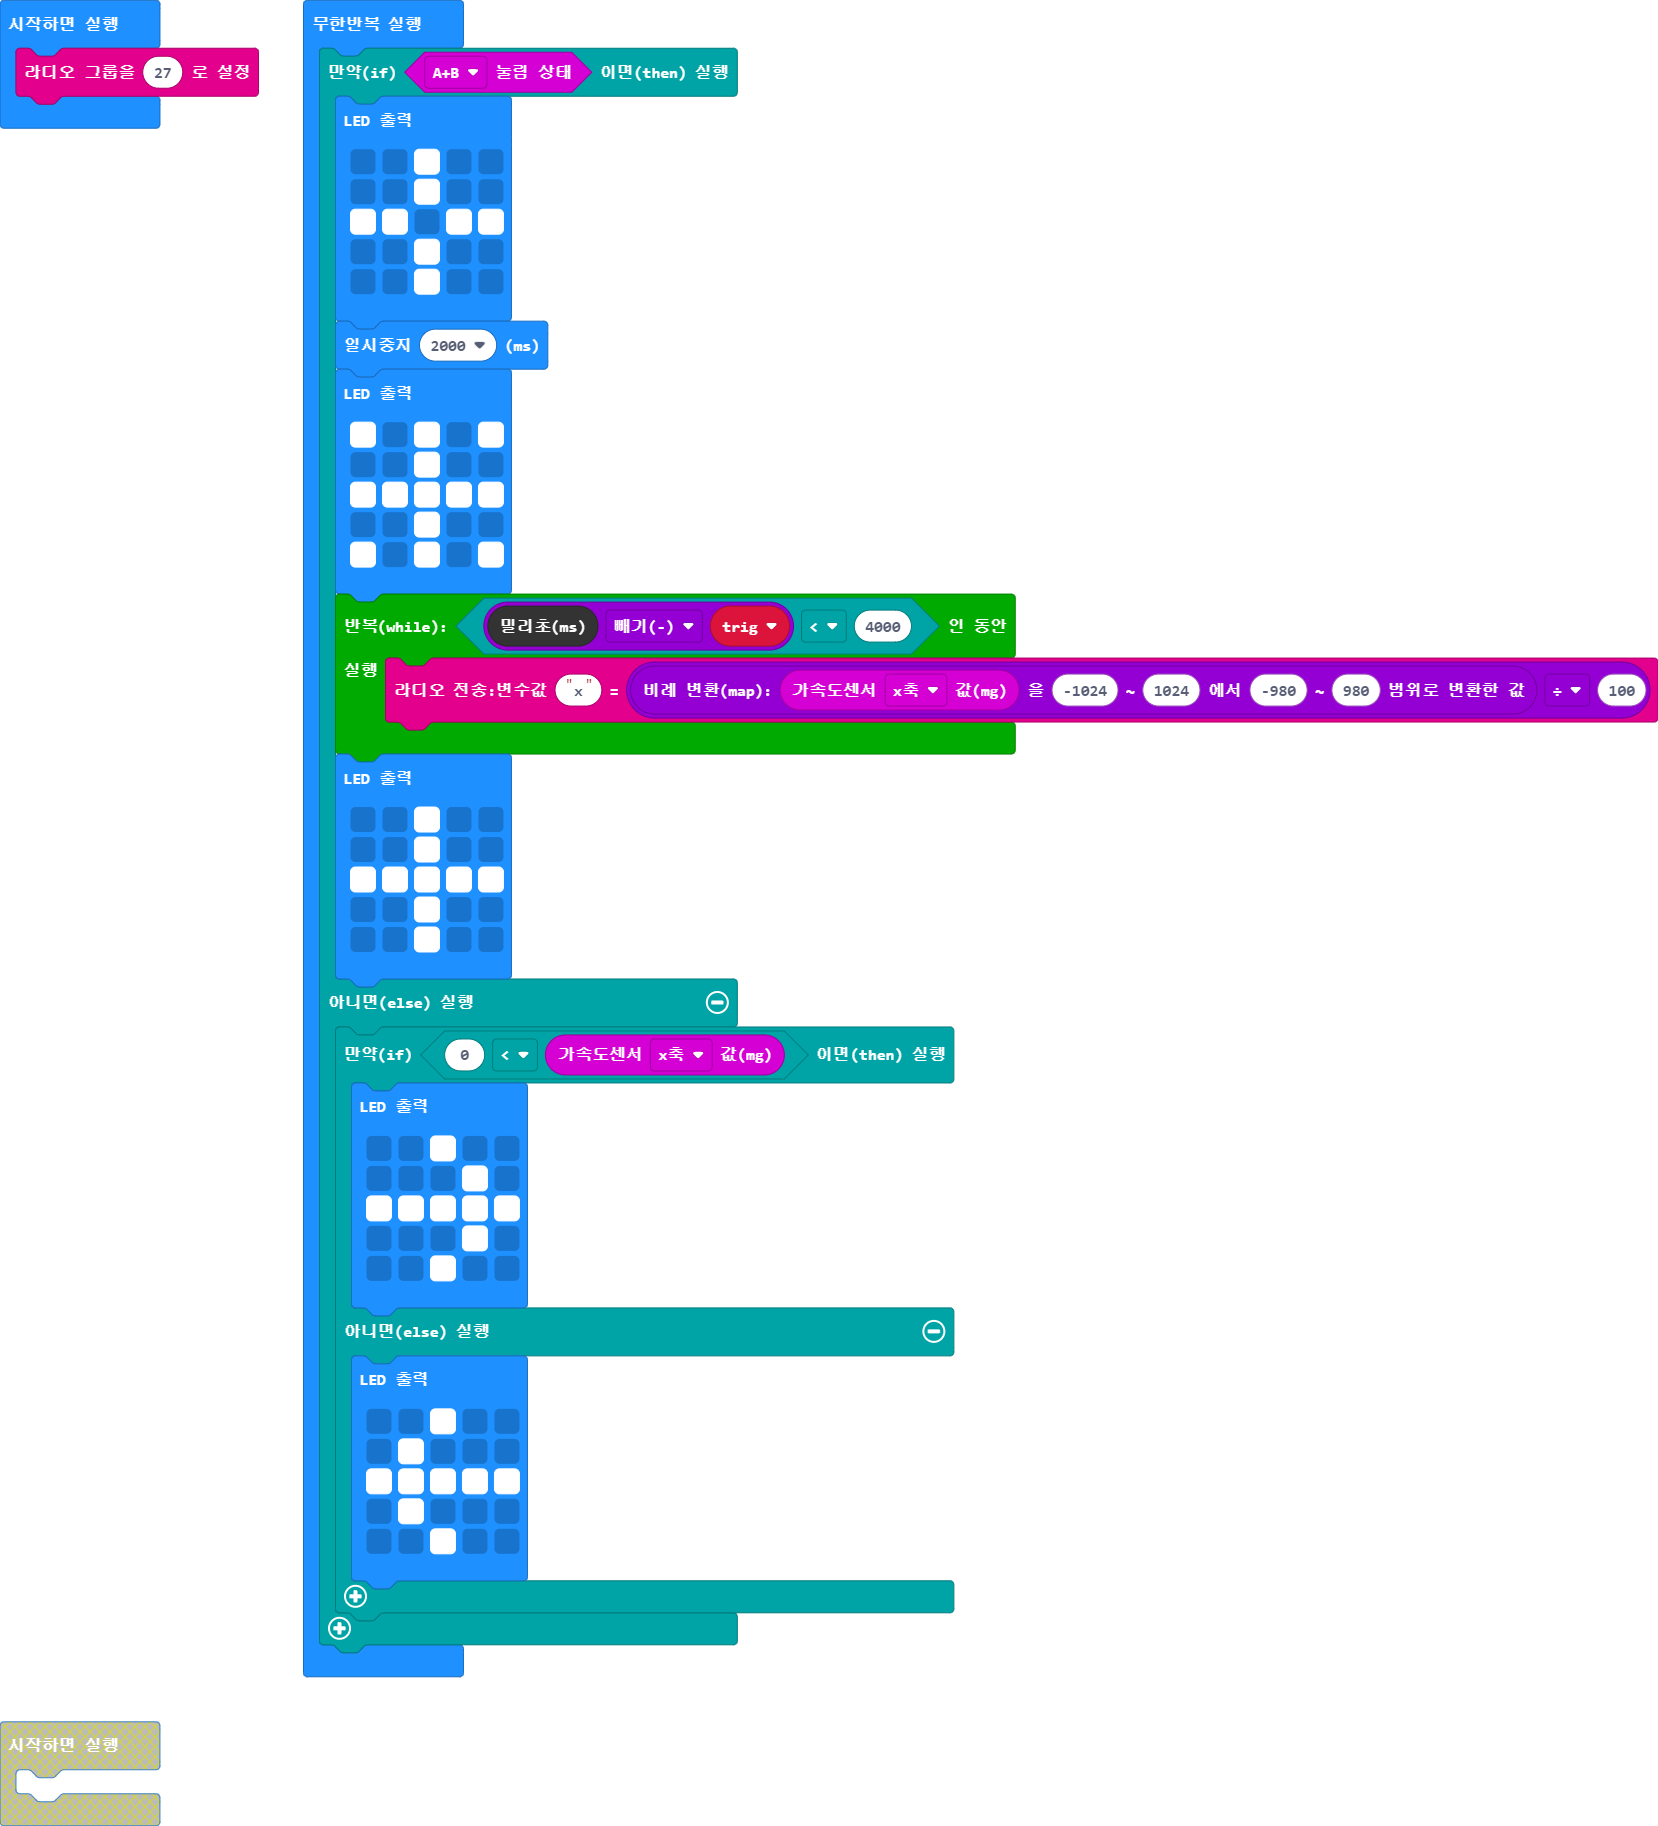 시작하면 실행
라디오 그룹을 27 로 설정
무한반복 실행
만약(if) A+B 눌림 상태 이면(then) 실행
LED 출력
일시중지 2000 (ms)
LED 출력
반복(while): 밀리초(ms) 빼기(-) trig < 4000 인 동안
실행 라디오 전송:변수값 "x" = 비례 변환(map): 가속도센서 x축 값(mg) 을 -1024 ~ 1024 에서 -980 ~ 980 범위로 변환한 값 ÷ 100
LED 출력
아니면(else) 실행
만약(if) 0 < 가속도센서 x축 값(mg) 이면(then) 실행
LED 출력
아니면(else) 실행
LED 출력
시작하면 실행